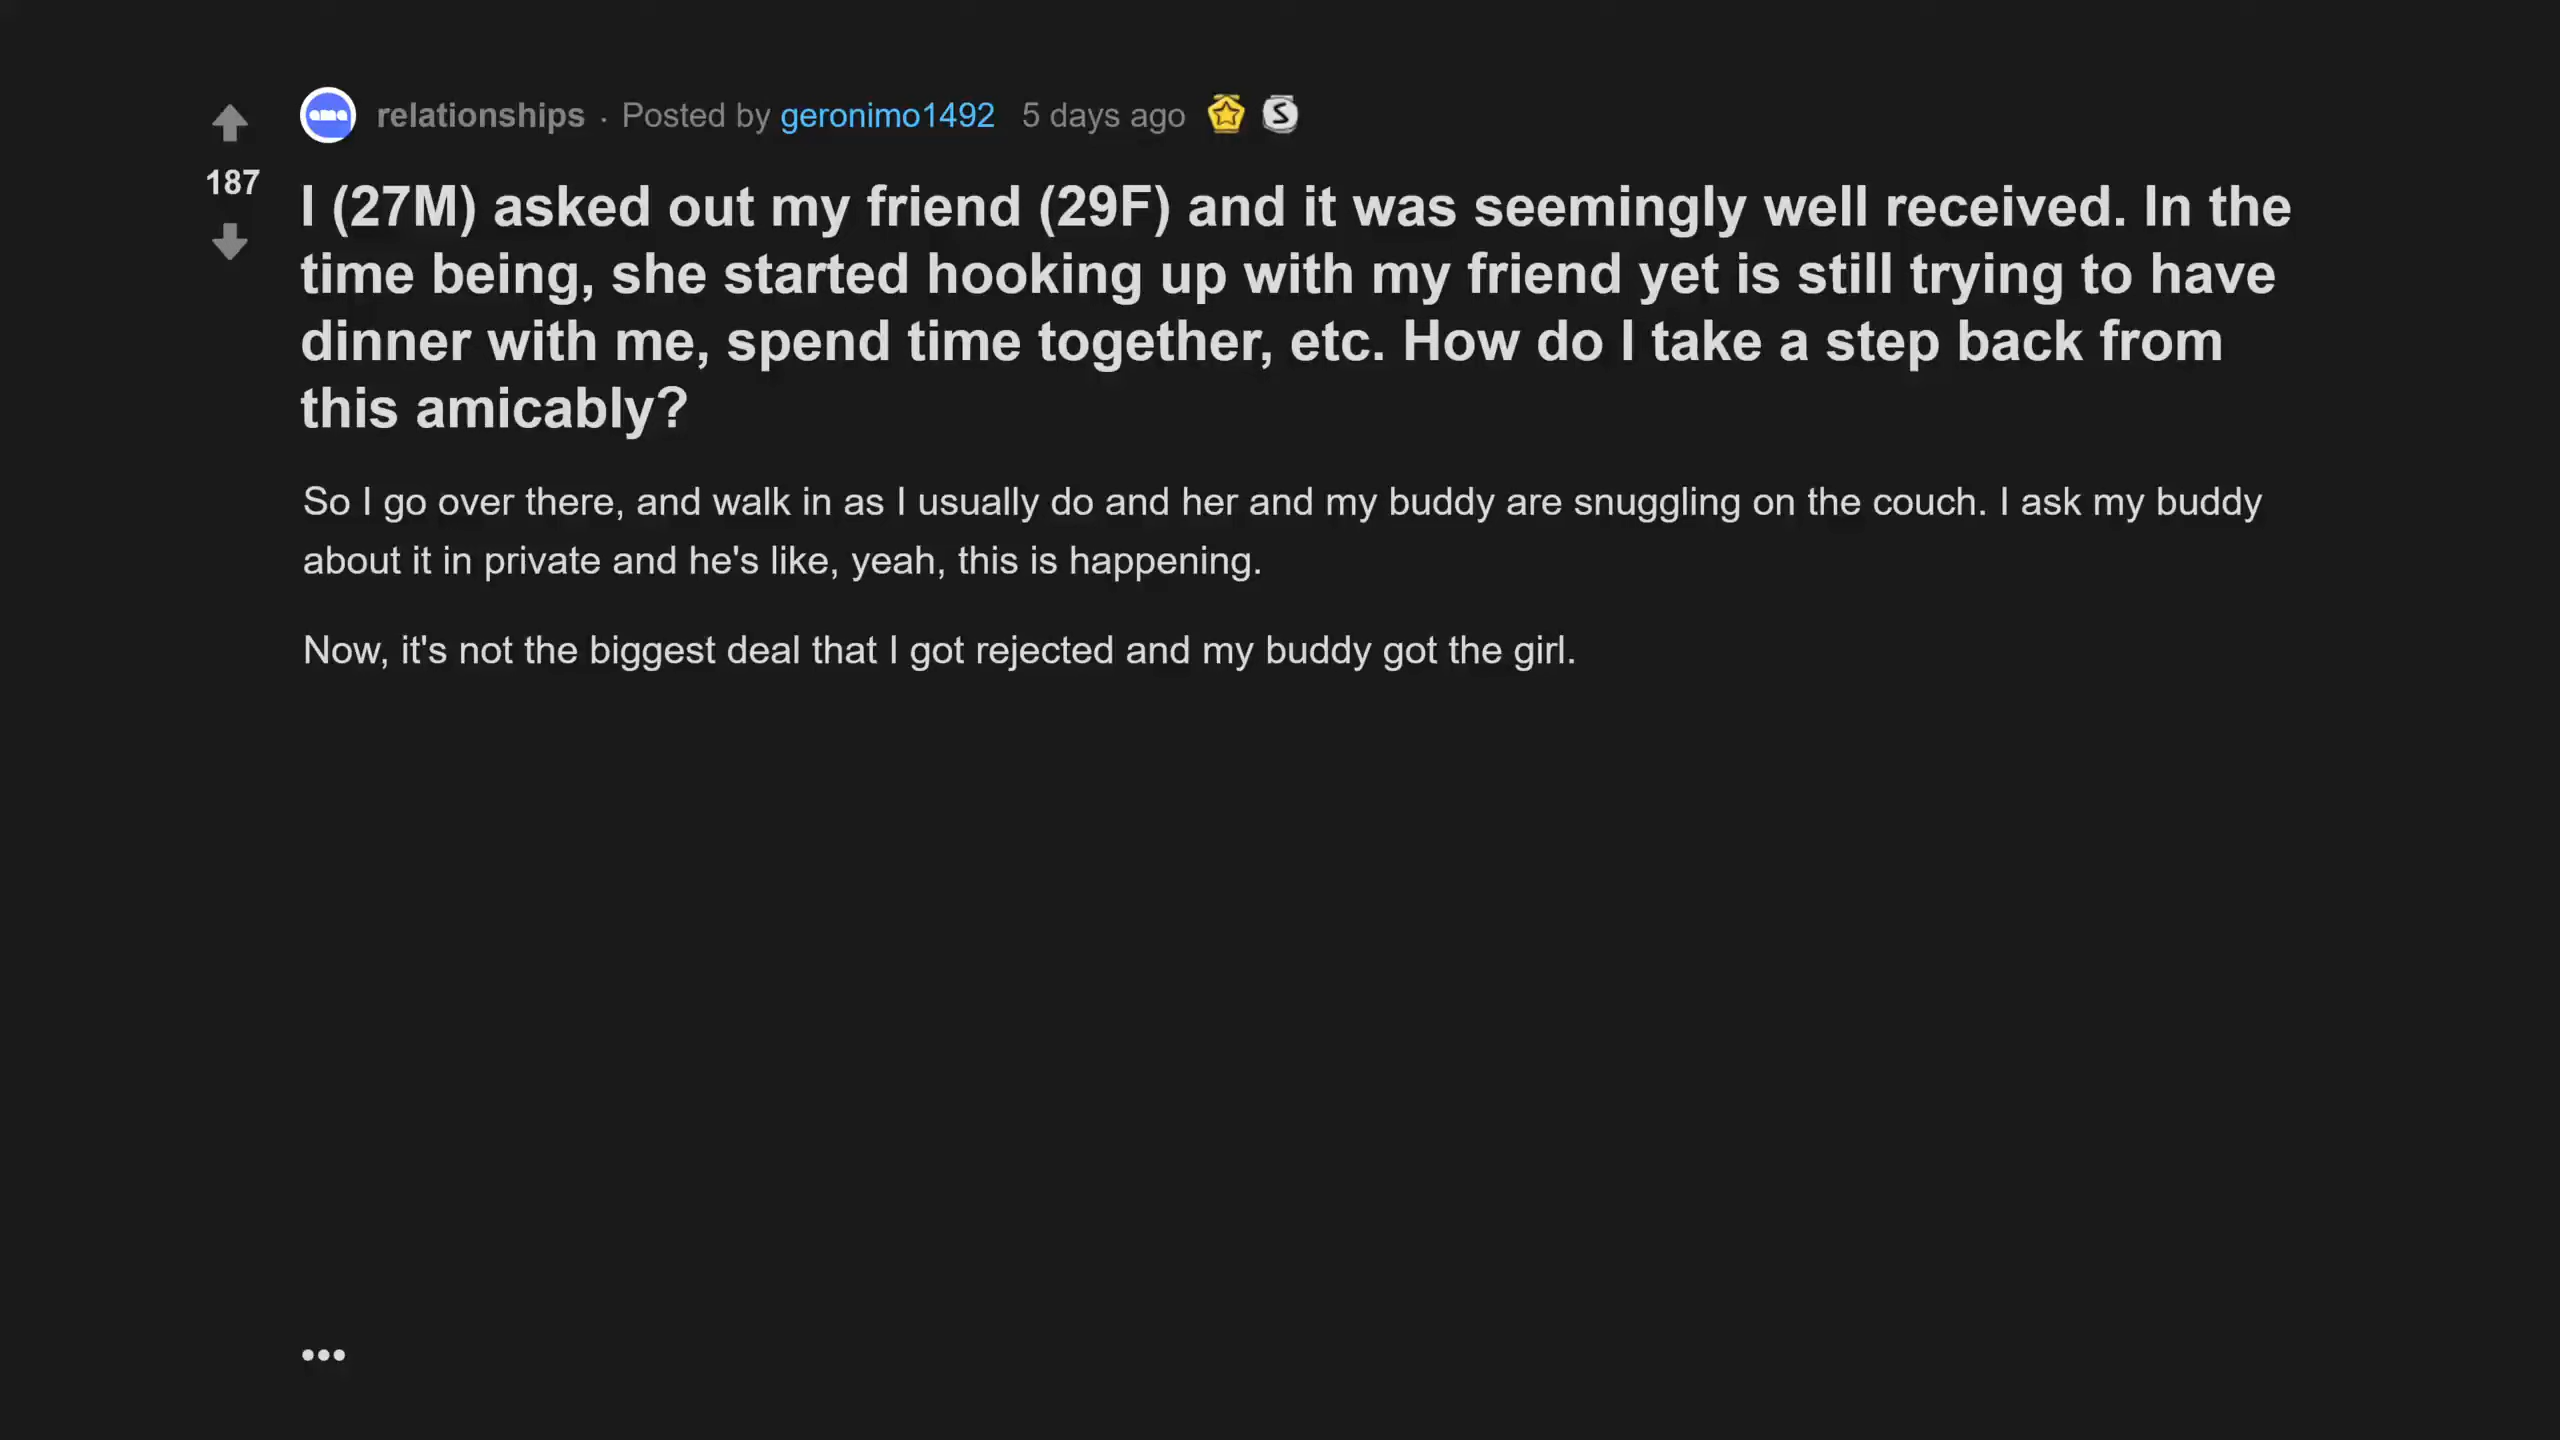 ama relationships · Posted by geronimo1492 5 days ago S
187
I (27M) asked out my friend (29F) and it was seemingly well received. In the
time being, she started hooking up with my friend yet is still trying to have
dinner with me, spend time together, etc. How do I take a step back from
this amicably?
So I go over there, and walk in as I usually do and her and my buddy are snuggling on the couch. I ask my buddy
about it in private and he's like, yeah, this is happening.
Now, it's not the biggest deal that I got rejected and my buddy got the girl.
•••